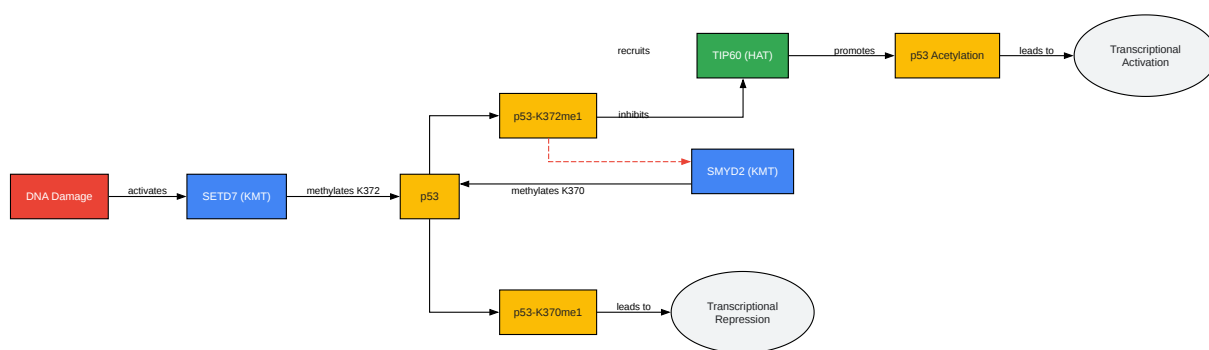 recruits
TIP60 (HAT)
promotes
p53 Acetylation
leads to
Transcriptional
Activation
p53-K372me1
inhibits
SMYD2 (KMT)
DNA Damage
activates
SETD7 (KMT)
methylates K372
p53
methylates K370
p53-K370me1
leads to
Transcriptional
Repression